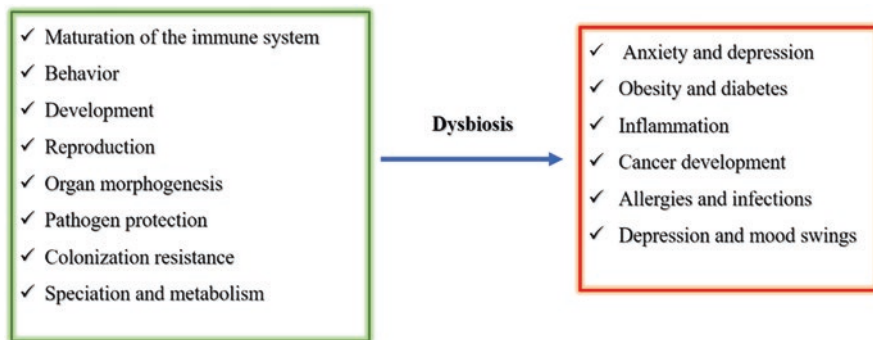 ✓ Maturation of the immune system
✓ Behavior
✓ Development
✓ Reproduction
✓ Organ morphogenesis
✓ Pathogen protection
✓ Colonization resistance
✓ Speciation and metabolism
Dysbiosis
✓ Anxiety and depression
✓ Obesity and diabetes
✓ Inflammation
✓ Cancer development
✓ Allergies and infections
✓ Depression and mood swings